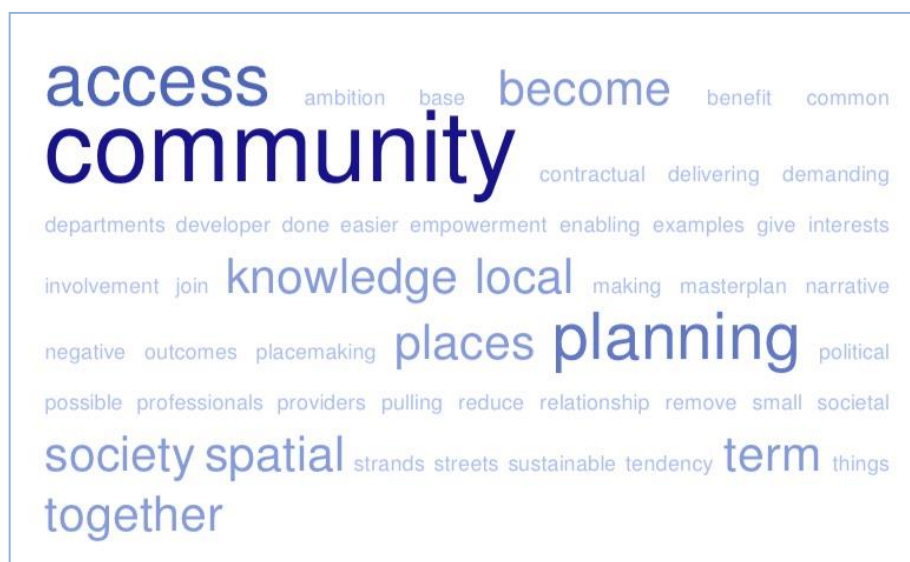 access ambition base become benefit common
community contractual delivering demanding
departments developer done easier empowerment enabling examples give interests
involvement join knowledge local making masterplan narrative
negative outcomes placemaking places planning political
possible professionals providers pulling reduce relationship remove small societal
society spatial strands streets sustainable tendency term things
together